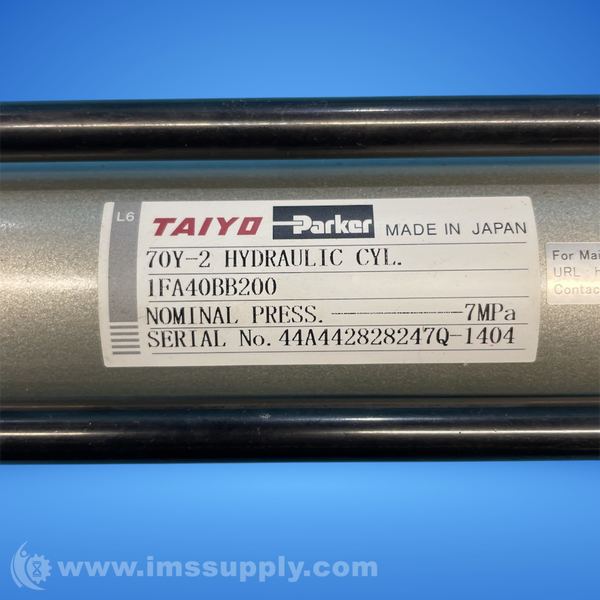 L6
TAIYO Parker MADE IN JAPAN
70Y-2 HYDRAULIC CYL.
1FA40BB200
NOMINAL PRESS. 7MPa
SERIAL No. 44A442828247Q-1404
For Mai
URL : h
Contac
www.imssupply.com